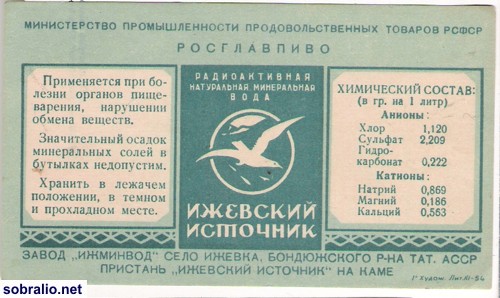 МИНИСТЕРСТВО ПРОМЫШЛЕННОСТИ ПРОДОВОЛЬСТВЕННЫХ ТОВАРОВ РСФСР
РОСГЛАВПИВО
Применяется при бо-
лезни органов пище-
варения, нарушении
обмена веществ.
Значительный осадок
минеральных солей в
бутылках недопустим.
Хранить в лежачем
положении, в темном
и прохладном месте.
РАДИОАКТИВНАЯ
НАТУРАЛЬНАЯ МИНЕРАЛЬНАЯ
ВОДА
ИЖЕВСКИЙ
ИСТОЧНИК
ХИМИЧЕСКИЙ СОСТАВ:
(в гр. на 1 литр)
Анионы:
Хлор 1,120
Сульфат 2,209
Гидро-
карбонат 0,222
Катионы:
Натрий 0,869
Магний 0,186
Кальций 0,553
ЗАВОД „ИЖМИНВОД" СЕЛО ИЖЕВКА, БОНДЮЖСКОГО Р-НА ТАТ. АССР
ПРИСТАНЬ „ИЖЕВСКИЙ ИСТОЧНИК" НА КАМЕ
sobralio.net